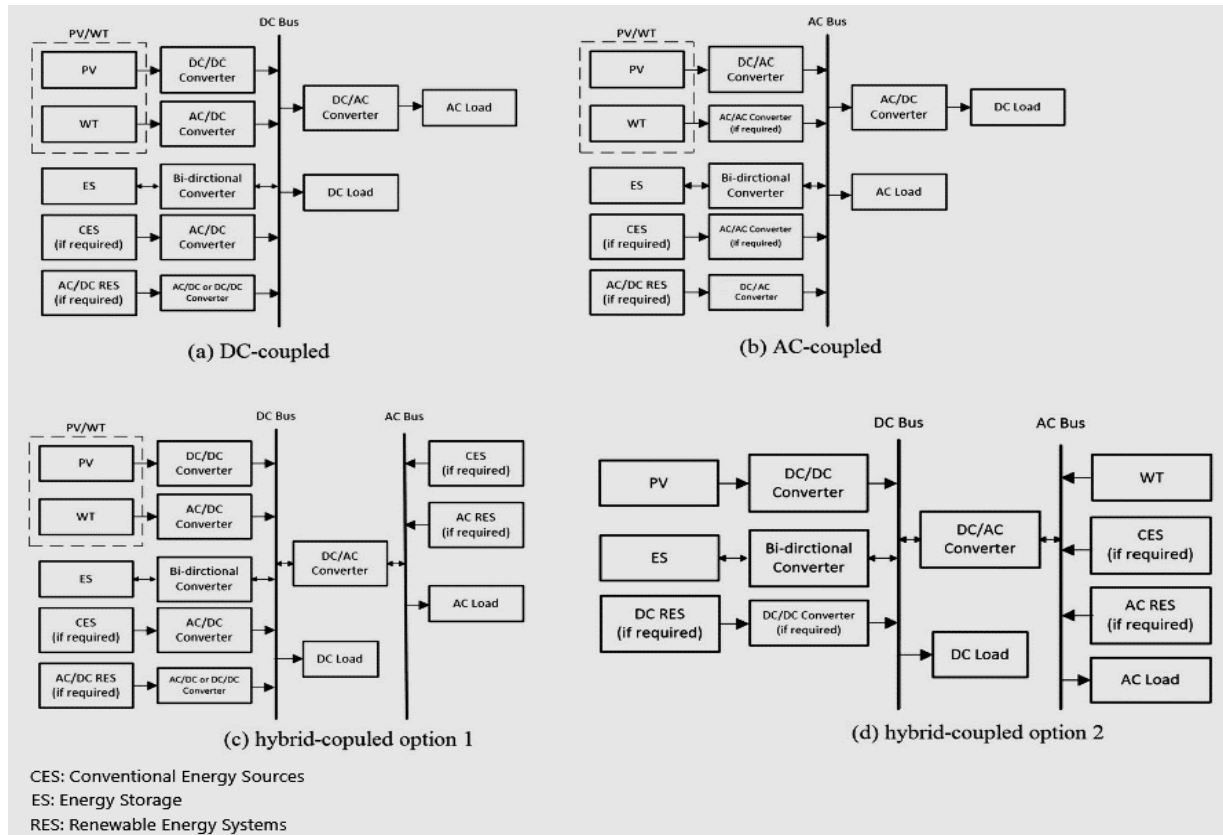 DC Bus
PV/WT
PV
DC/DC
Converter
WT
AC/DC
Converter
DC/AC
Converter
AC Load
ES
Bi-dirctional
Converter
DC Load
CES
(if required)
AC/DC
Converter
AC/DC RES
(if required)
AC/DC or DC/DC
Converter
(a) DC-coupled
AC Bus
PV/WT
PV
DC/AC
Converter
WT
AC/AC Converter
(if required)
AC/DC
Converter
DC Load
ES
Bi-dirctional
Converter
AC Load
CES
(if required)
AC/AC Converter
(if required)
AC/DC RES
(if required)
DC/AC
Converter
(b) AC-coupled
DC Bus
AC Bus
PV/WT
PV
DC/DC
Converter
CES
(if required)
WT
AC/DC
Converter
AC RES
(if required)
DC/AC
Converter
ES
Bi-dirctional
Converter
AC Load
CES
(if required)
AC/DC
Converter
DC Load
AC/DC RES
(if required)
AC/DC or DC/DC
Converter
(c) hybrid-copuled option 1
DC Bus
AC Bus
PV
DC/DC
Converter
WT
DC/AC
Converter
ES
Bi-dirctional
Converter
CES
(if required)
DC RES
(if required)
DC/DC Converter
(if required)
AC RES
(if required)
DC Load
AC Load
(d) hybrid-coupled option 2
CES: Conventional Energy Sources
ES: Energy Storage
RES: Renewable Energy Systems